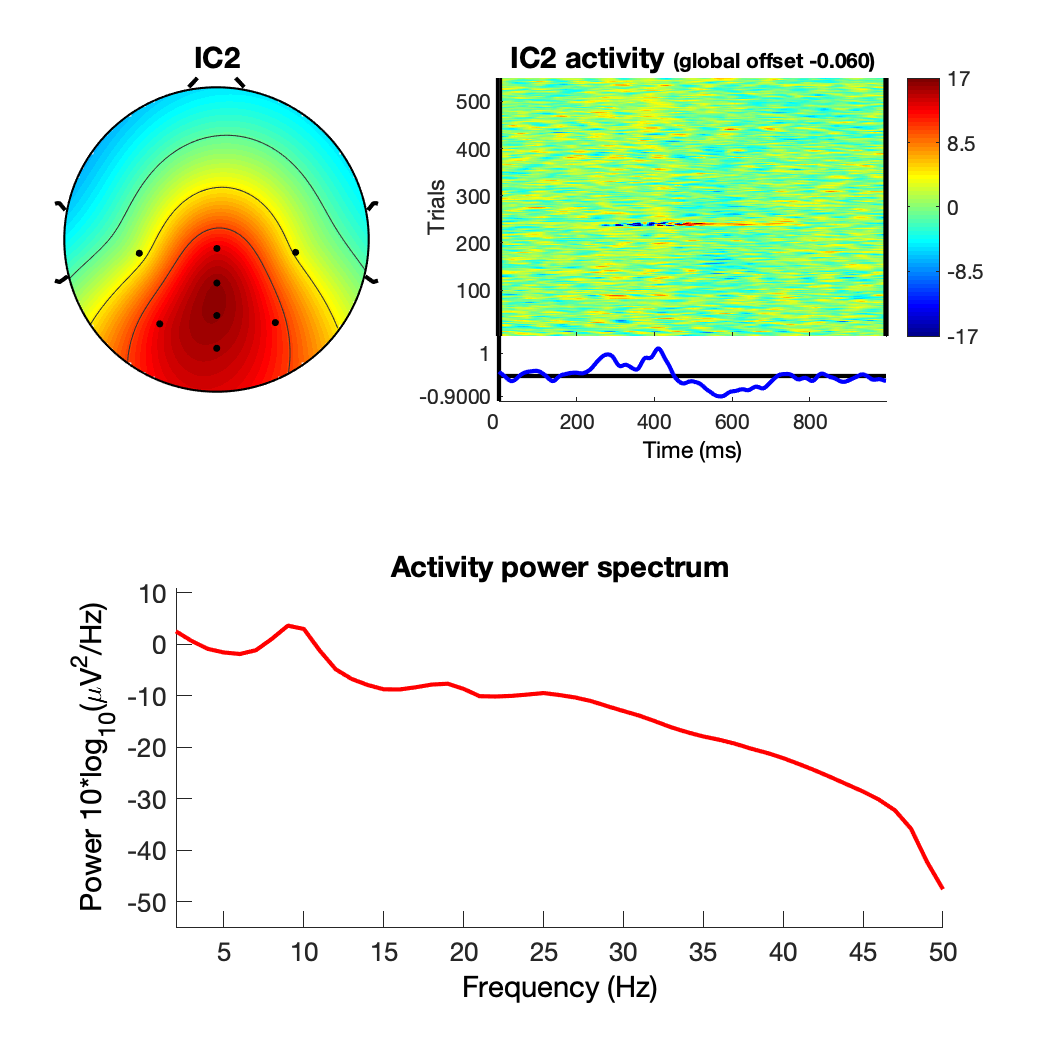 IC2
IC2 activity (global offset -0.060)
Trials
500
400
300
200
100
17
8.5
0
-8.5
-17
1
-0.9000
0 200 400 600 800
Time (ms)
Activity power spectrum
Power 10*log10(μV2/Hz)
10
0
-10
-20
-30
-40
-50
5 10 15 20 25 30 35 40 45 50
Frequency (Hz)